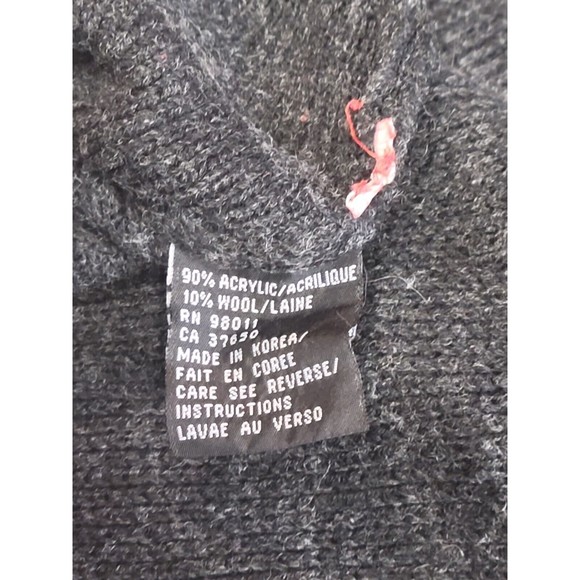 90% ACRYLIC/ACRILIQUE
10% WOOL/LAINE
RN 98011
CA 37650
MADE IN KOREA/
FAIT EN COREE
CARE SEE REVERSE/
INSTRUCTIONS
LAVAE AU VERSO